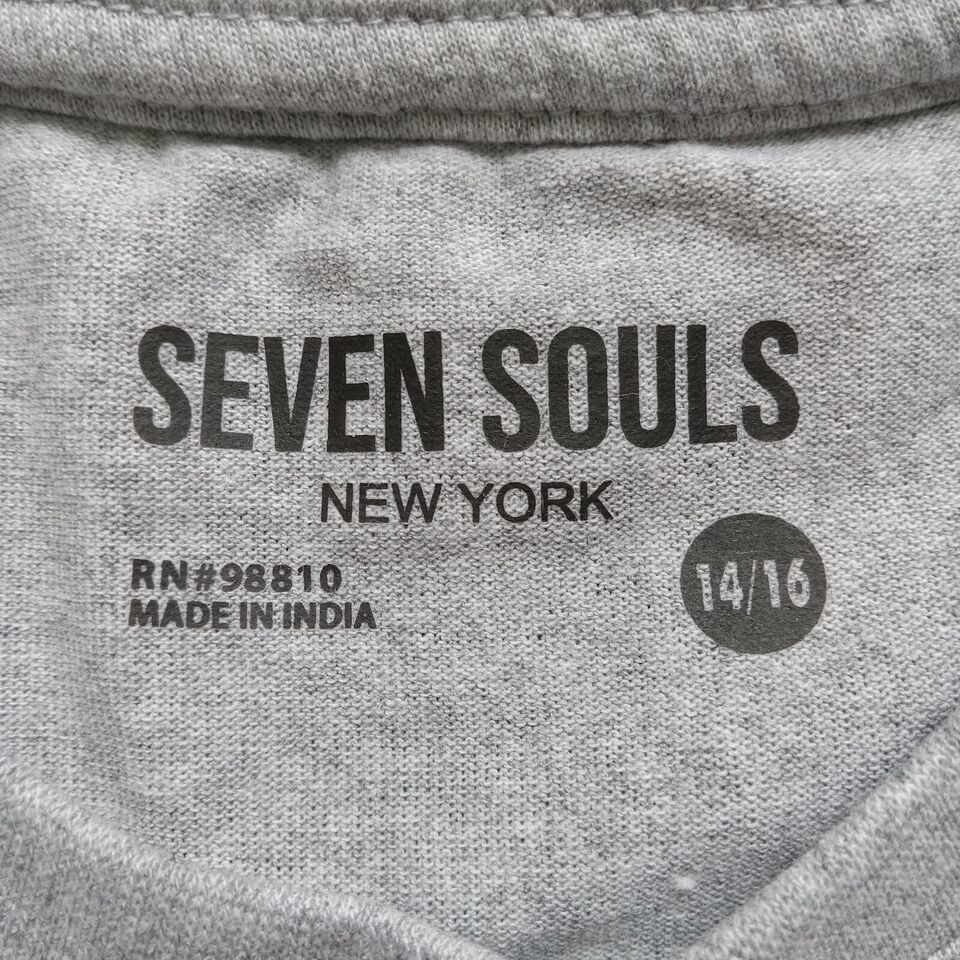 SEVEN SOULS
NEW YORK
RN#98810
MADE IN INDIA
14/16